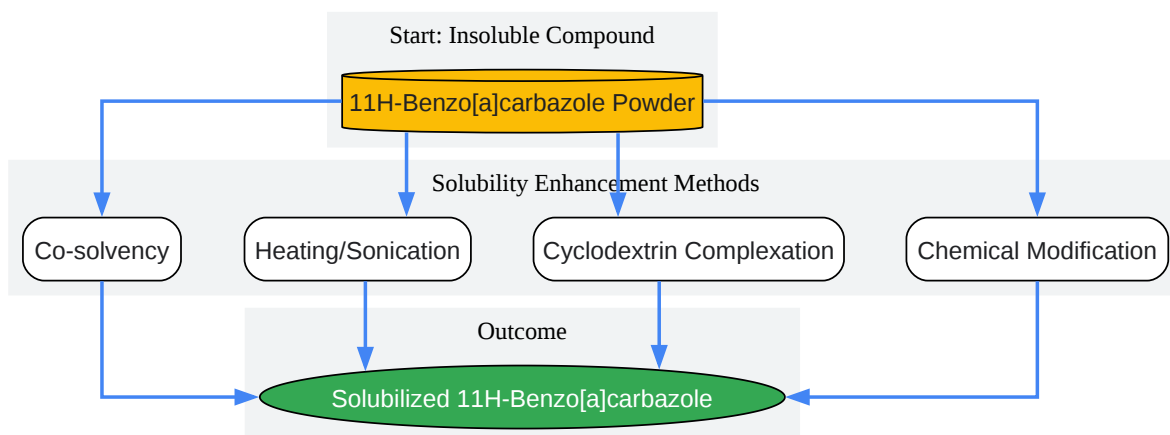 Start: Insoluble Compound
11H-Benzo[a]carbazole Powder
Solubility Enhancement Methods
Co-solvency
Heating/Sonication
Cyclodextrin Complexation
Chemical Modification
Outcome
Solubilized 11H-Benzo[a]carbazole